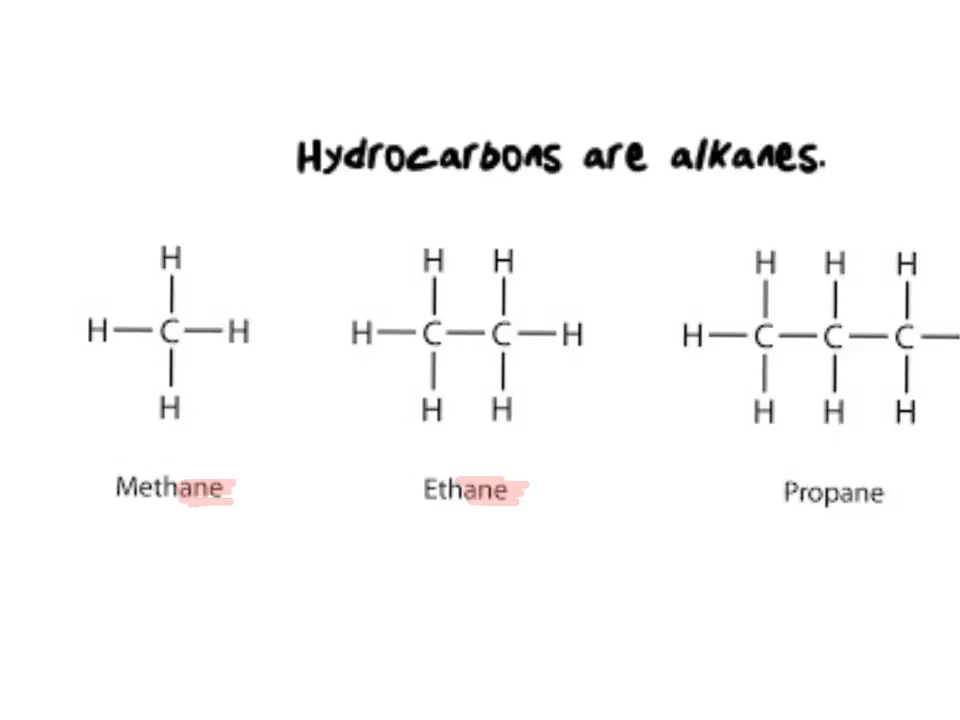 Hydrocarbons are alkanes.
H H H H H H
H—C—H H—C—C—H H—C—C—C—
H H H H H H
Methane Ethane Propane